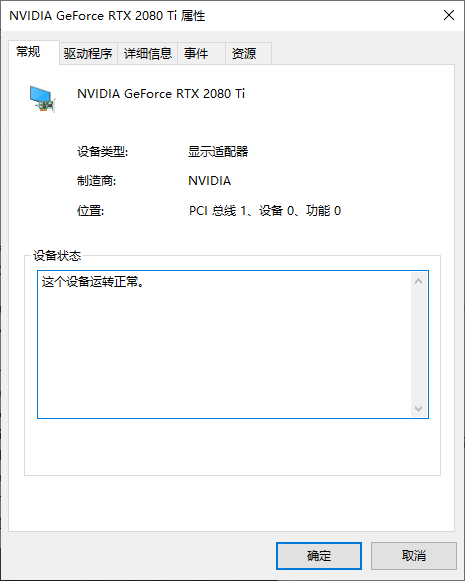 NVIDIA GeForce RTX 2080 Ti 属性
常规 驱动程序 详细信息 事件 资源
NVIDIA GeForce RTX 2080 Ti
设备类型: 显示适配器
制造商: NVIDIA
位置: PCI 总线 1、设备 0、功能 0
设备状态
这个设备运转正常。
确定 取消